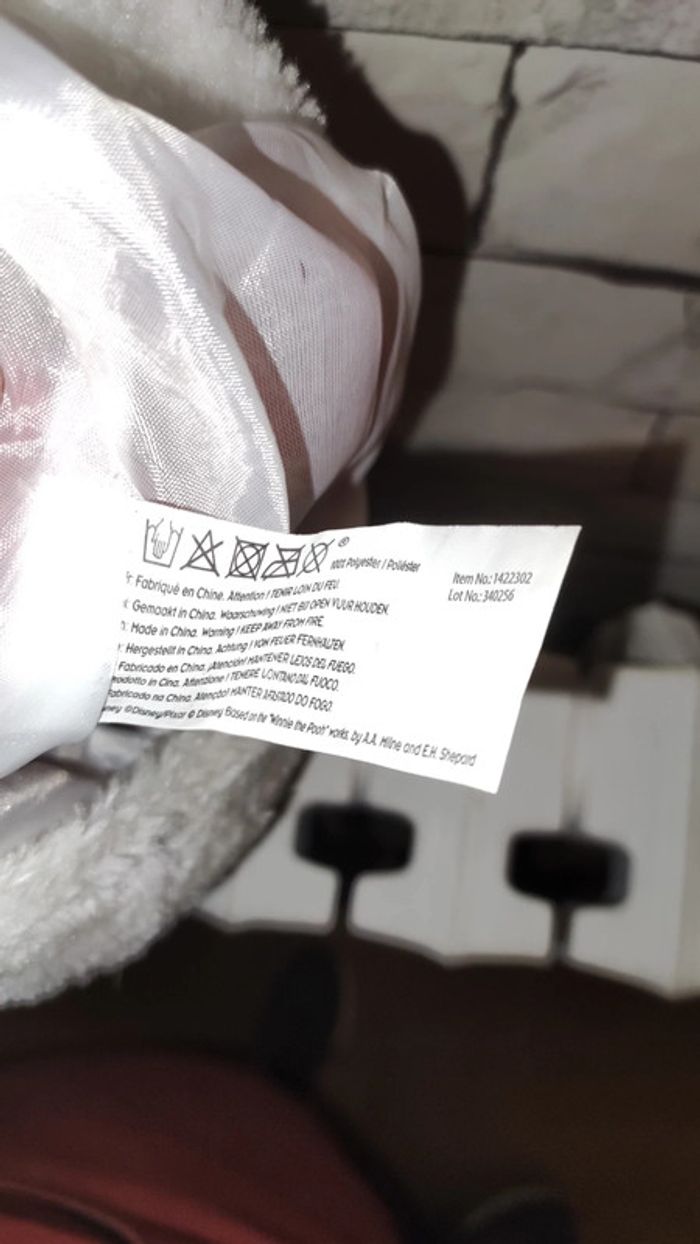 ® 100% Polyester / Poliéster
Item No.:1422302
Lot No.:340256
Fabriqué en Chine. Attention ! TENIR LOIN DU FEU.
Gemaakt in China. Waarschuwing ! NIET BIJ OPEN VUUR HOUDEN.
Made in China. Warning ! KEEP AWAY FROM FIRE.
Hergestellt in China. Achtung ! VOM FEUER FERNHALTEN.
Fabricado en China. ¡Atención! MANTENER LEJOS DEL FUEGO.
in Cina. Attenzione ! TENERE LONTANO DAL FUOCO.
na China. Atenção! MANTER AFASTADO DO FOGO.
©Disney/Pixar © Disney Based on the "Winnie the Pooh" works, by A.A. Milne and E.H. Shepard